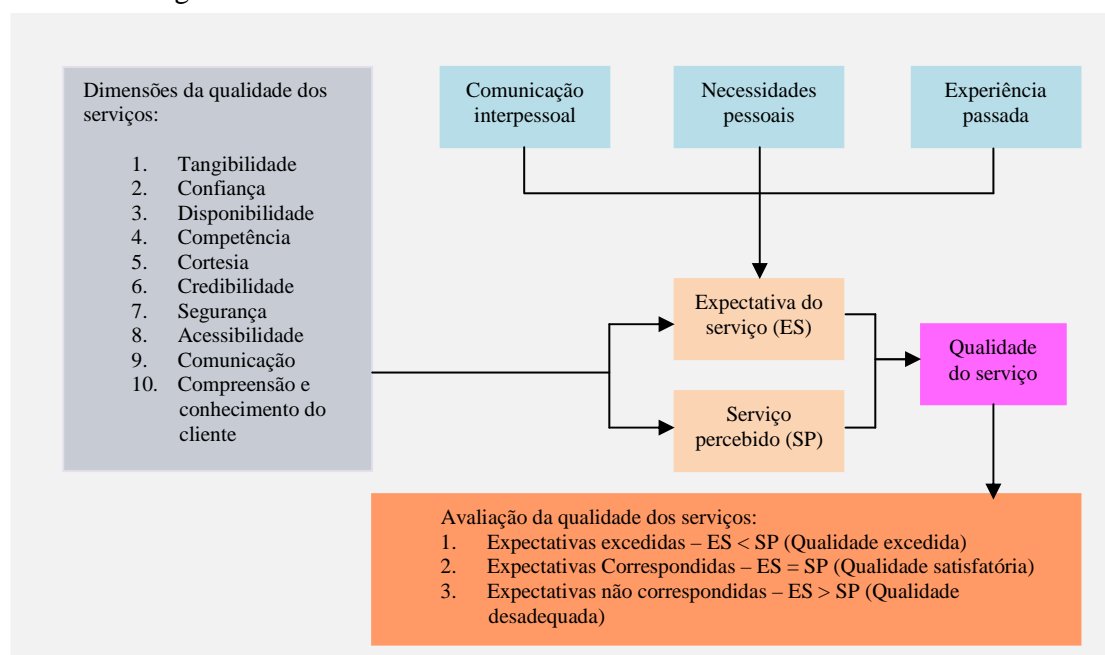 Dimensões da qualidade dos
serviços:
1. Tangibilidade
2. Confiança
3. Disponibilidade
4. Competência
5. Cortesia
6. Credibilidade
7. Segurança
8. Acessibilidade
9. Comunicação
10. Compreensão e
conhecimento do
cliente
Comunicação
interpessoal
Necessidades
pessoais
Experiência
passada
Expectativa do
serviço (ES)
Serviço
percebido (SP)
Qualidade
do serviço
Avaliação da qualidade dos serviços:
1. Expectativas excedidas – ES < SP (Qualidade excedida)
2. Expectativas Correspondidas – ES = SP (Qualidade satisfatória)
3. Expectativas não correspondidas – ES > SP (Qualidade
desadequada)